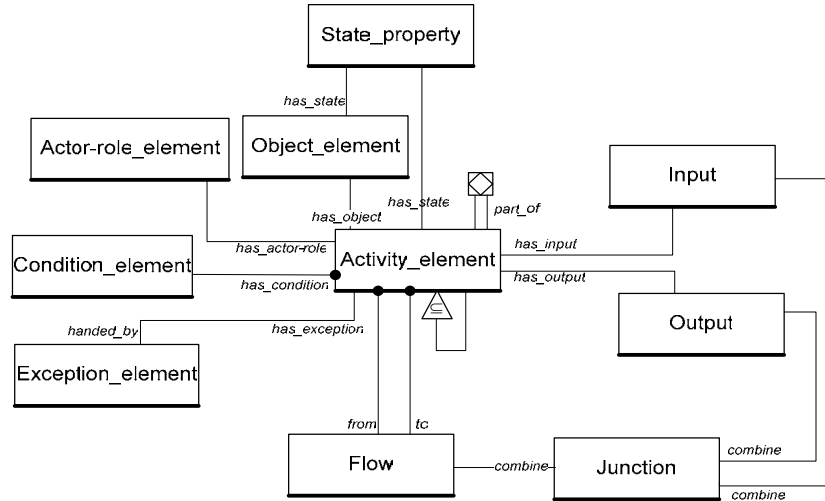 State_property
has_state
Actor-role_element
Object_element
Input
has_state
part_of
has_object
has_actor-role
Activity_element
has_input
Condition_element
has_condition
has_output
handed_by
has_exception
Output
Exception_element
from
to
Flow
combine
Junction
combine
combine